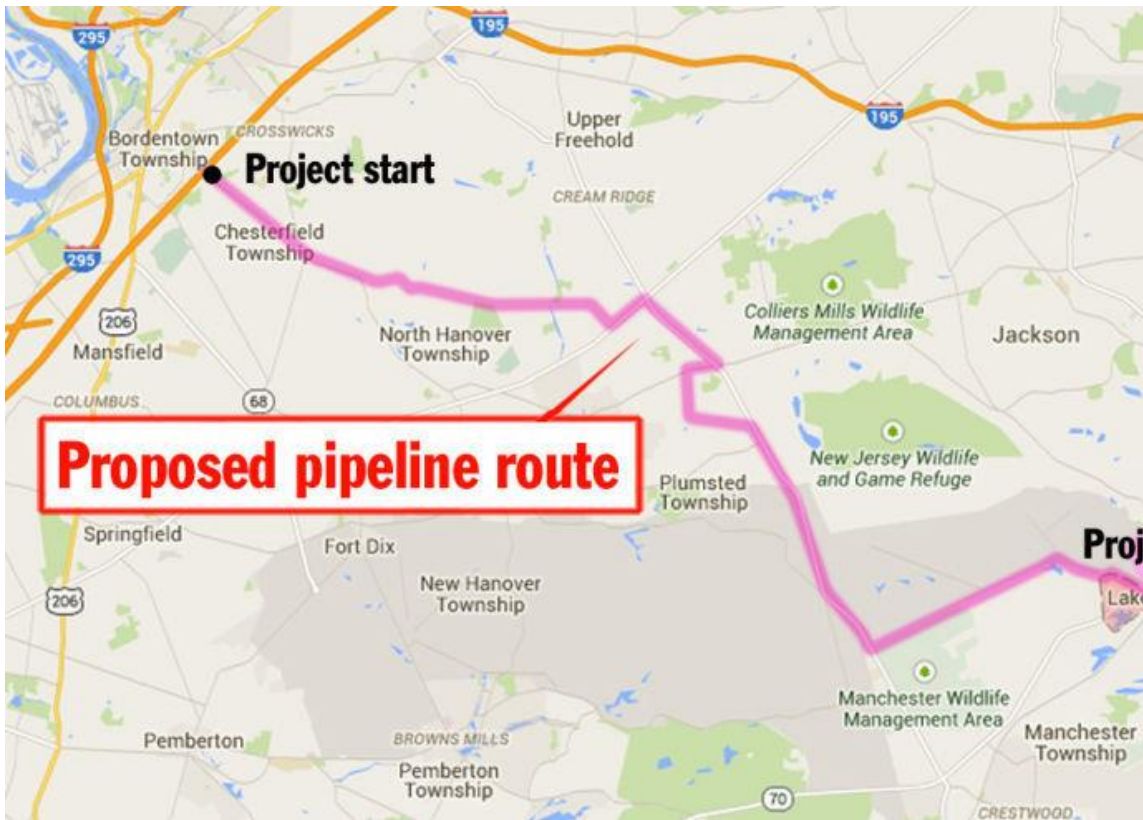 295
195
195
Bordentown
Township
CROSSWICKS
Project start
Upper
Freehold
CREAM RIDGE
Chesterfield
Township
295
206
Mansfield
North Hanover
Township
Colliers Mills Wildlife
Management Area
Jackson
COLUMBUS
68
Proposed pipeline route
New Jersey Wildlife
and Game Refuge
Plumsted
Township
Springfield
Fort Dix
New Hanover
Township
Proj
Lake
206
Manchester Wildlife
Management Area
Pemberton
BROWNS MILLS
Pemberton
Township
Manchester
Township
70
CRESTWOOD